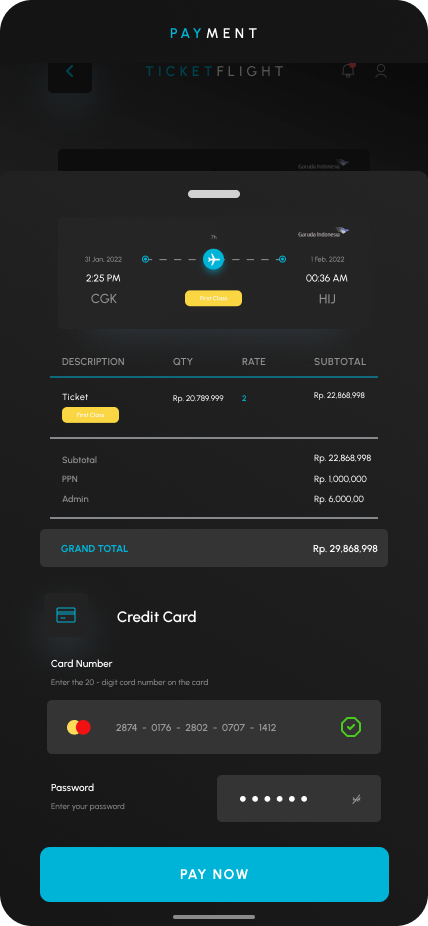 PAYMENT
TICKETFLIGHT
Garuda Indonesia
Garuda Indonesia
7h
31 Jan. 2022
1 Feb. 2022
2:25 PM
00:36 AM
CGK
First Class
HIJ
DESCRIPTION QTY RATE SUBTOTAL
Ticket Rp. 20.789.999 2 Rp. 22,868,998
First Class
Subtotal Rp. 22,868,998
PPN Rp. 1,000,000
Admin Rp. 6,000.00
GRAND TOTAL Rp. 29,868,998
Credit Card
Card Number
Enter the 20 - digit card number on the card
2874 - 0176 - 2802 - 0707 - 1412
Password
Enter your password
PAY NOW